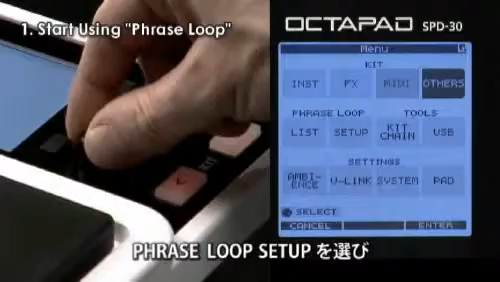 1. Start Using "Phrase Loop"
OCTAPAD SPD-30
Menu
KIT
INST FX MIDI OTHERS
PHRASE LOOP TOOLS
LIST SETUP KIT CHAIN USB
SETTINGS
AMBI-ENCE V-LINK SYSTEM PAD
SELECT
CANCEL ENTER
PHRASE LOOP SETUP を選び